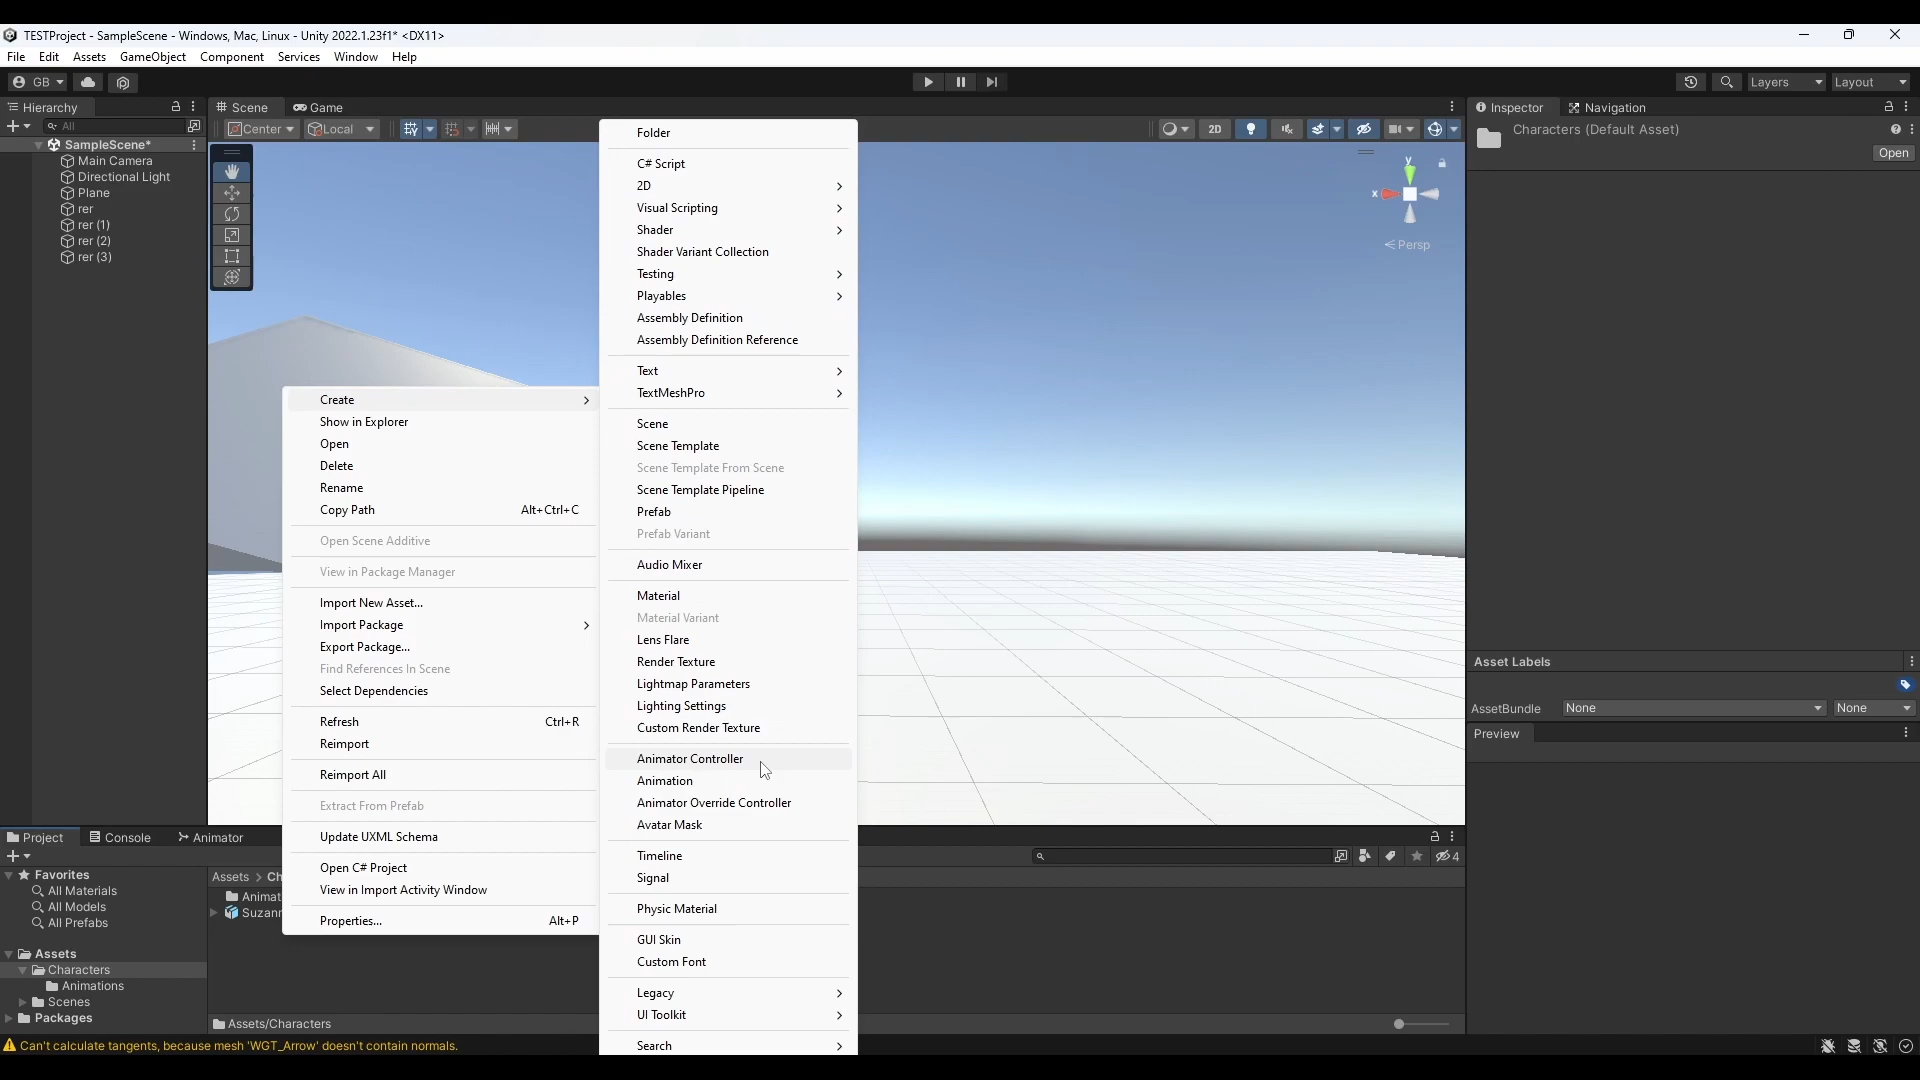 TESTProject - SampleScene - Windows, Mac, Linux - Unity 2022.1.23f1* <DX11>
File Edit Assets GameObject Component Services Window Help
GB Layers Layout
Hierarchy Scene Game Inspector Navigation
All Center Local 2D Characters (Default Asset)
Open
SampleScene*
Main Camera
Directional Light
Plane
rer
rer (1)
rer (2)
rer (3)
y
x
Persp
Create
Show in Explorer
Open
Delete
Rename
Copy Path Alt+Ctrl+C
Open Scene Additive
View in Package Manager
Import New Asset...
Import Package
Export Package...
Find References In Scene
Select Dependencies
Refresh Ctrl+R
Reimport
Reimport All
Extract From Prefab
Update UXML Schema
Open C# Project
View in Import Activity Window
Properties... Alt+P
Folder
C# Script
2D
Visual Scripting
Shader
Shader Variant Collection
Testing
Playables
Assembly Definition
Assembly Definition Reference
Text
TextMeshPro
Scene
Scene Template
Scene Template From Scene
Scene Template Pipeline
Prefab
Prefab Variant
Audio Mixer
Material
Material Variant
Lens Flare
Render Texture
Lightmap Parameters
Lighting Settings
Custom Render Texture
Animator Controller
Animation
Animator Override Controller
Avatar Mask
Timeline
Signal
Physic Material
GUI Skin
Custom Font
Legacy
UI Toolkit
Search
Asset Labels
AssetBundle None None
Preview
Project Console Animator
4
Favorites
All Materials
All Models
All Prefabs
Assets
Characters
Animations
Scenes
Packages
Assets > Ch
Animat
Suzann
Assets/Characters
Can't calculate tangents, because mesh 'WGT_Arrow' doesn't contain normals.